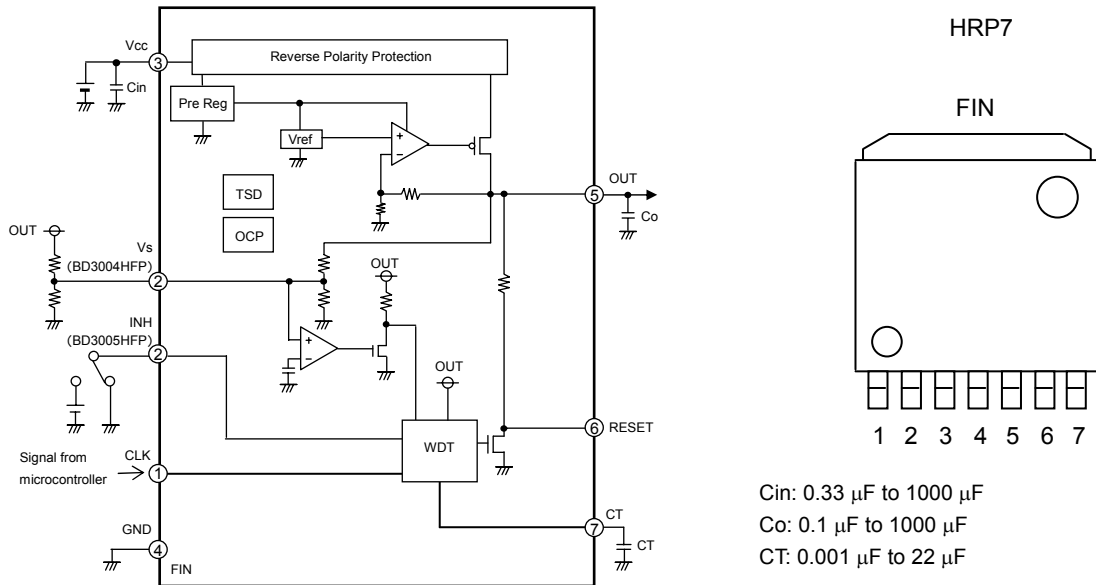 Vcc
3
Cin
Reverse Polarity Protection
Pre Reg
Vref
+
−
TSD
OCP
OUT
5
Co
OUT
Vs
(BD3004HFP)
2
OUT
INH
(BD3005HFP)
2
+
−
OUT
WDT
6
RESET
Signal from
microcontroller
CLK
1
GND
4
FIN
7
CT
CT
HRP7
FIN
1 2 3 4 5 6 7
Cin: 0.33 μF to 1000 μF
Co: 0.1 μF to 1000 μF
CT: 0.001 μF to 22 μF